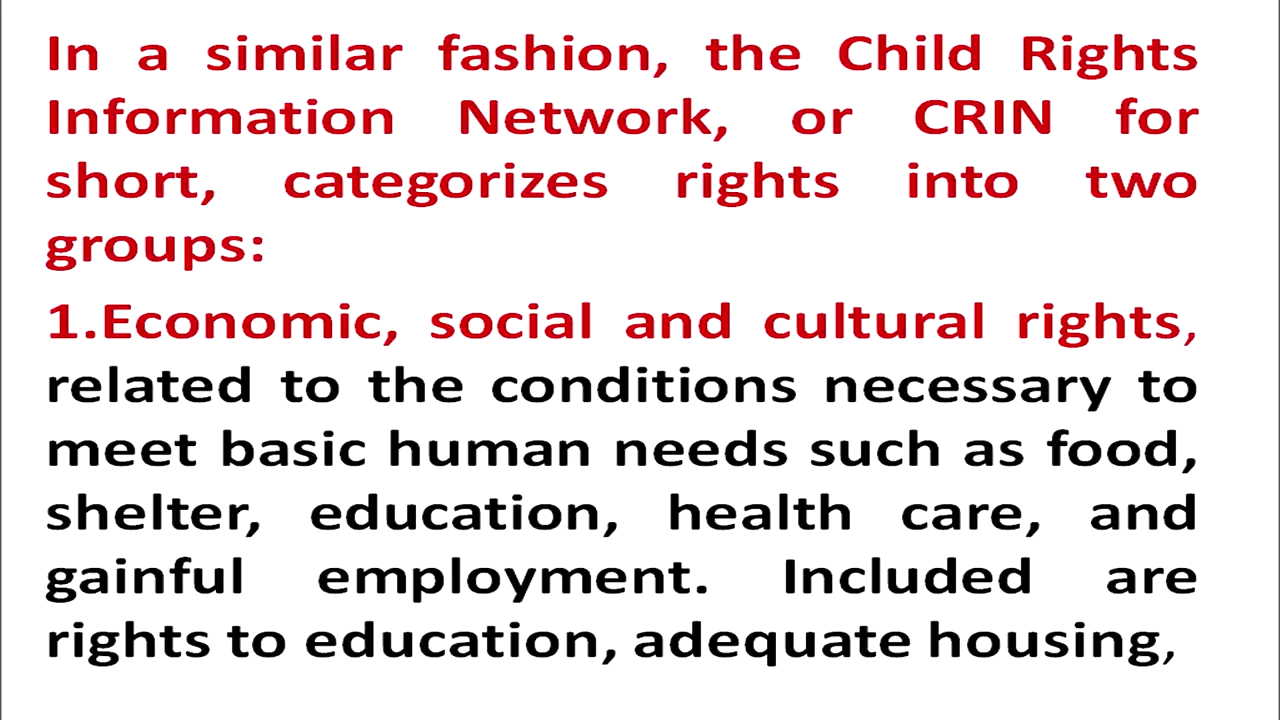 In a similar fashion, the Child Rights
Information Network, or CRIN for
short, categorizes rights into two
groups:
1.Economic, social and cultural rights,
related to the conditions necessary to
meet basic human needs such as food,
shelter, education, health care, and
gainful employment. Included are
rights to education, adequate housing,